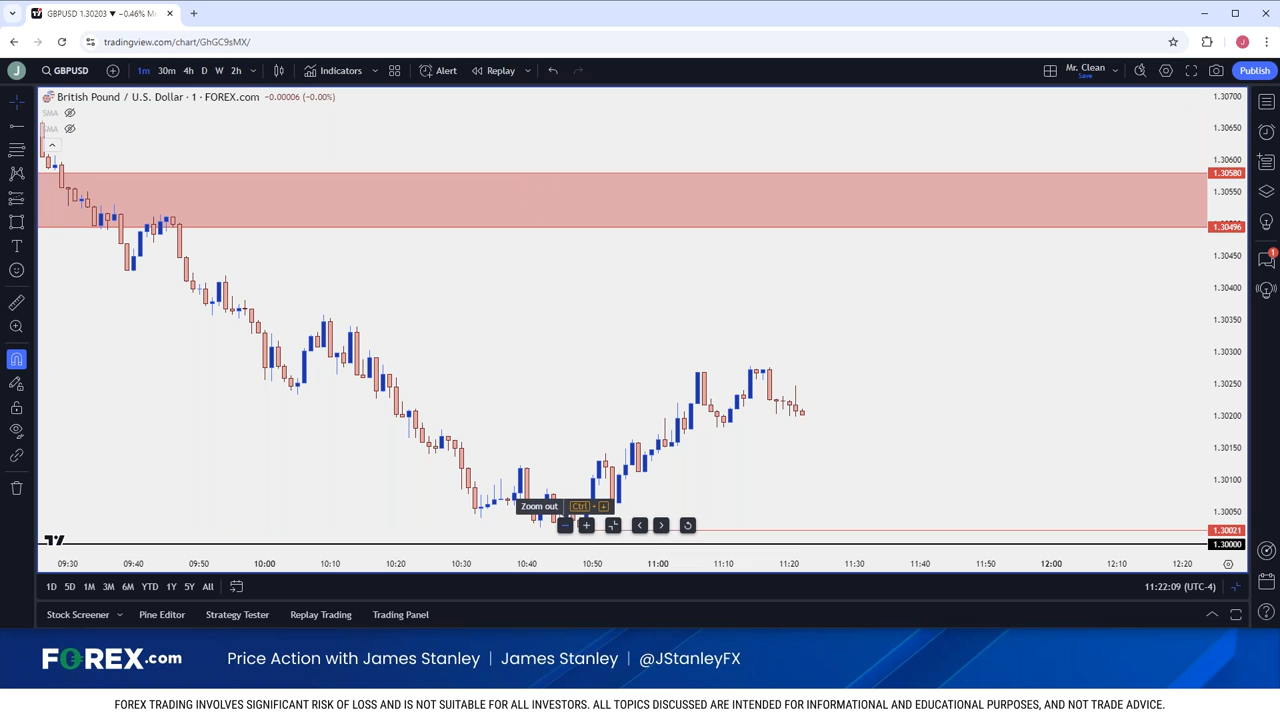 GBPUSD 1.30203 ▼ −0.46% M
tradingview.com/chart/GhGC9sMX/
J
J GBPUSD 1m 30m 4h D W 2h Indicators Alert Replay Mr. Clean Save Publish
British Pound / U.S. Dollar · 1 · FOREX.com −0.00006 (−0.00%)
SMA
SMA
1.30700
1.30650
1.30600
1.30580
1.30550
1.30496
1.30450
1.30400
1.30350
1.30300
1.30250
1.30200
1.30150
1.30100
1.30050
1.30021
1.30000
1
Zoom out Ctrl + +
09:30 09:40 09:50 10:00 10:10 10:20 10:30 10:40 10:50 11:00 11:10 11:20 11:30 11:40 11:50 12:00 12:10 12:20
1D 5D 1M 3M 6M YTD 1Y 5Y All 11:22:09 (UTC-4)
Stock Screener Pine Editor Strategy Tester Replay Trading Trading Panel
FOREX.com Price Action with James Stanley | James Stanley | @JStanleyFX
FOREX TRADING INVOLVES SIGNIFICANT RISK OF LOSS AND IS NOT SUITABLE FOR ALL INVESTORS. ALL TOPICS DISCUSSED ARE INTENDED FOR INFORMATIONAL AND EDUCATIONAL PURPOSES, AND NOT TRADE ADVICE.